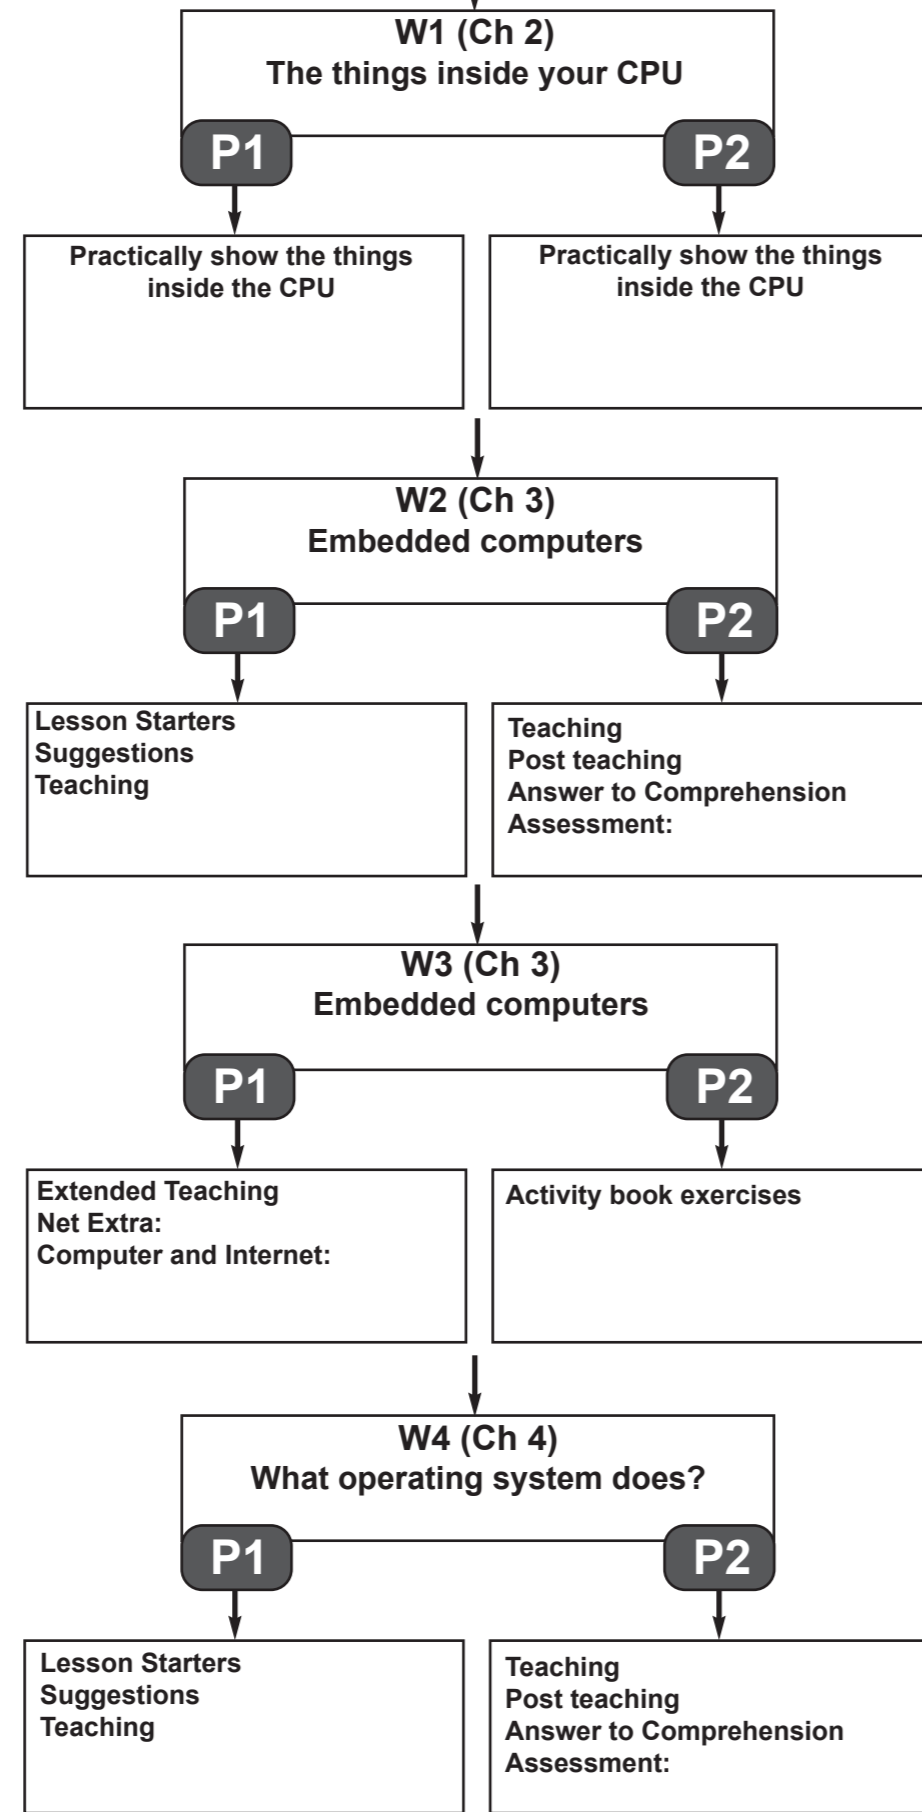 W1 (Ch 2)
The things inside your CPU
P1
P2
Practically show the things
inside the CPU
Practically show the things
inside the CPU
W2 (Ch 3)
Embedded computers
P1
P2
Lesson Starters
Suggestions
Teaching
Teaching
Post teaching
Answer to Comprehension
Assessment:
W3 (Ch 3)
Embedded computers
P1
P2
Extended Teaching
Net Extra:
Computer and Internet:
Activity book exercises
W4 (Ch 4)
What operating system does?
P1
P2
Lesson Starters
Suggestions
Teaching
Teaching
Post teaching
Answer to Comprehension
Assessment: